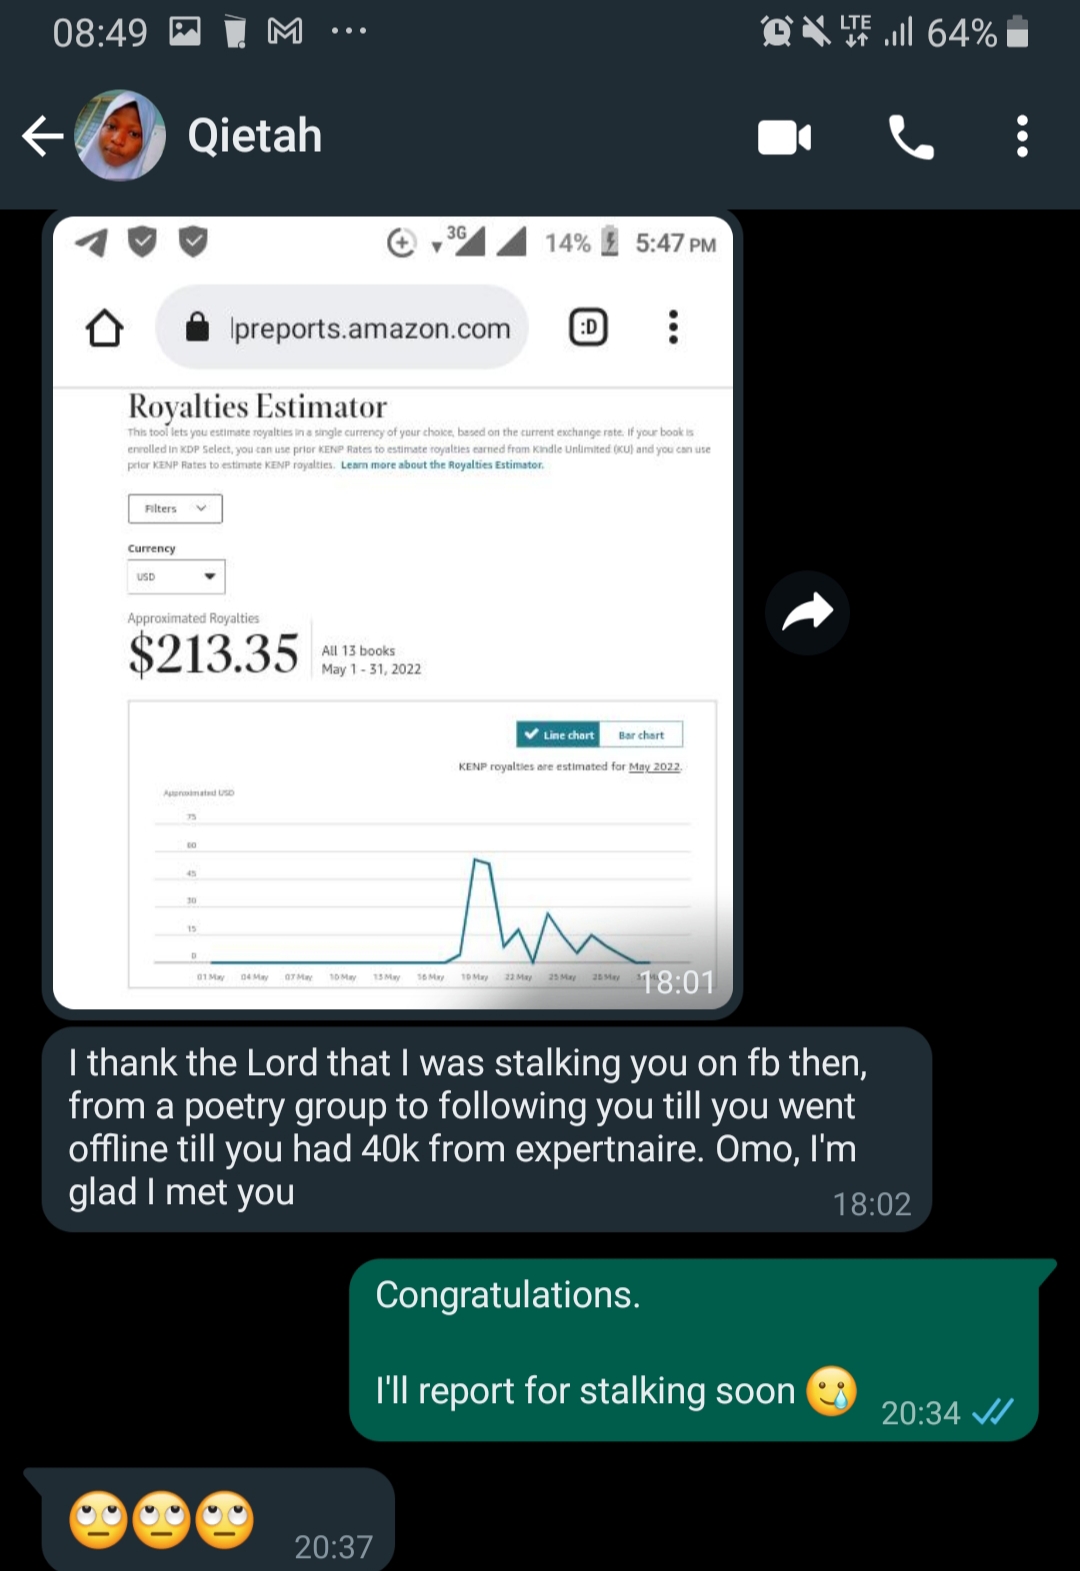 08:49
LTE
64%
Qietah
3G
14%
5:47 PM
preports.amazon.com
:D
Royalties Estimator
This tool lets you estimate royalties in a single currency of your choice, based on the current exchange rate. If your book is
enrolled in KDP Select, you can use prior KENP Rates to estimate royalties earned from Kindle Unlimited (KU) and you can use
prior KENP Rates to estimate KENP royalties. Learn more about the Royalties Estimator.
Filters
Currency
USD
Approximated Royalties
$213.35
All 13 books
May 1 - 31, 2022
Line chart
Bar chart
KENP royalties are estimated for May 2022.
Approximated USD
75
60
45
30
15
0
01 May 04 May 07 May 10 May 13 May 16 May 19 May 22 May 25 May 28 May
18:01
I thank the Lord that I was stalking you on fb then,
from a poetry group to following you till you went
offline till you had 40k from expertnaire. Omo, I'm
glad I met you
18:02
Congratulations.
I'll report for stalking soon 🥲
20:34
🙄🙄🙄
20:37